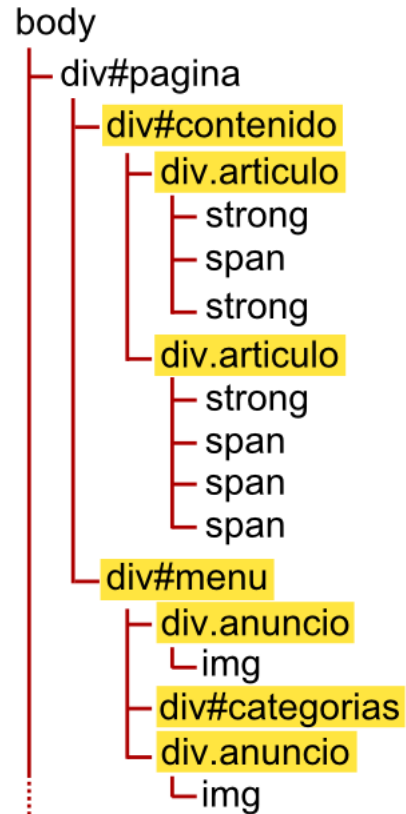 body
div#pagina
div#contenido
div.articulo
strong
span
strong
div.articulo
strong
span
span
span
div#menu
div.anuncio
img
div#categorias
div.anuncio
img